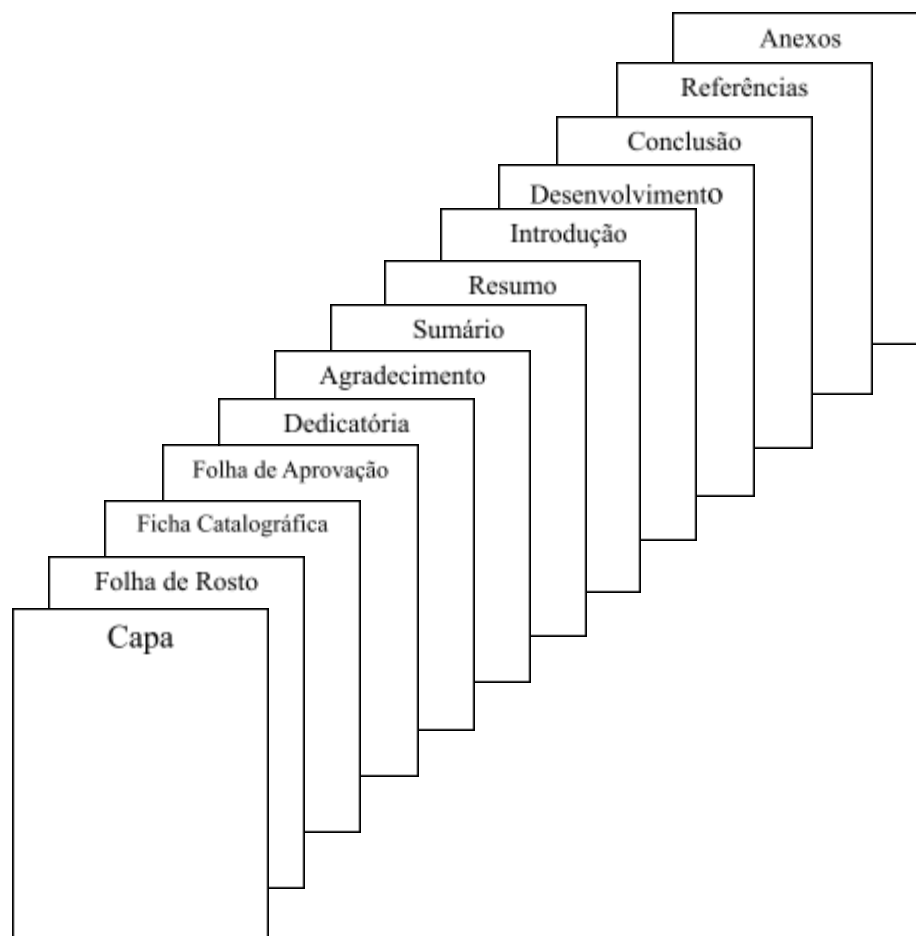 Anexos
Referências
Conclusão
Desenvolvimento
Introdução
Resumo
Sumário
Agradecimento
Dedicatória
Folha de Aprovação
Ficha Catalográfica
Folha de Rosto
Capa